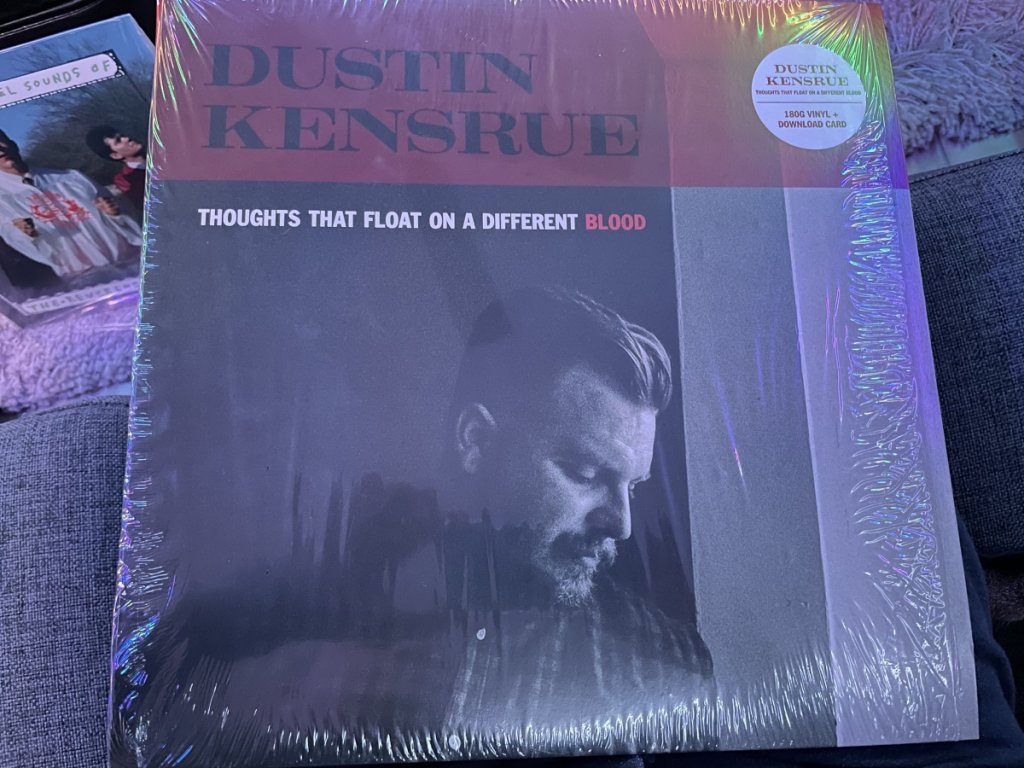 DUSTIN
KENSRUE
THOUGHTS THAT FLOAT ON A DIFFERENT BLOOD
DUSTIN
KENSRUE
THOUGHTS THAT FLOAT ON A DIFFERENT BLOOD
180G VINYL +
DOWNLOAD CARD
SOUNDS OF